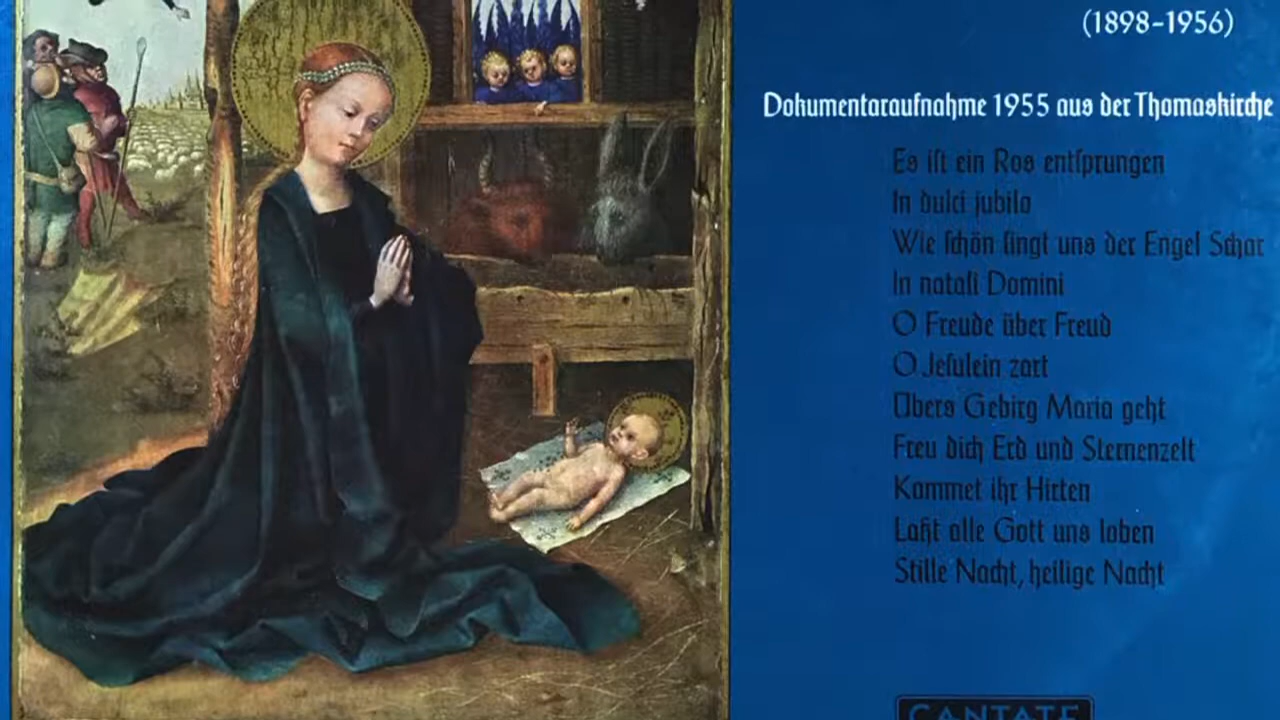 (1898-1956)
Dokumentaraufnahme 1955 aus der Thomaskirche
Es ist ein Ros entsprungen
In dulci jubilo
Wie schön singt uns der Engel Schar
In natali Domini
O Freude über Freud
O Jesulein zart
Übers Gebirg Maria geht
Freu dich Erd und Sternenzelt
Kommet ihr Hirten
Laßt alle Gott uns loben
Stille Nacht, heilige Nacht
CANTATE